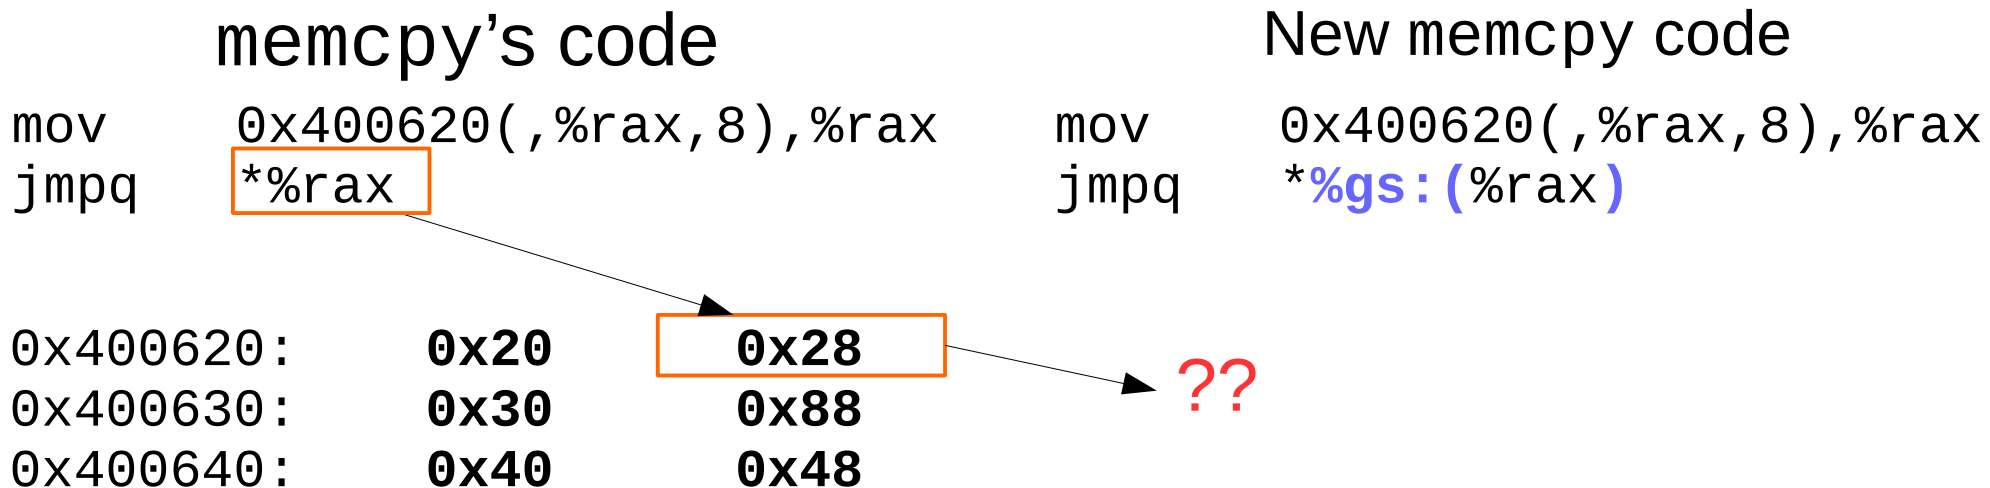 memcpy’s code
mov 0x400620(,%rax,8),%rax
jmpq *%rax
New memcpy code
mov 0x400620(,%rax,8),%rax
jmpq *%gs:(%rax)
0x400620: 0x20 0x28
0x400630: 0x30 0x88
0x400640: 0x40 0x48
??